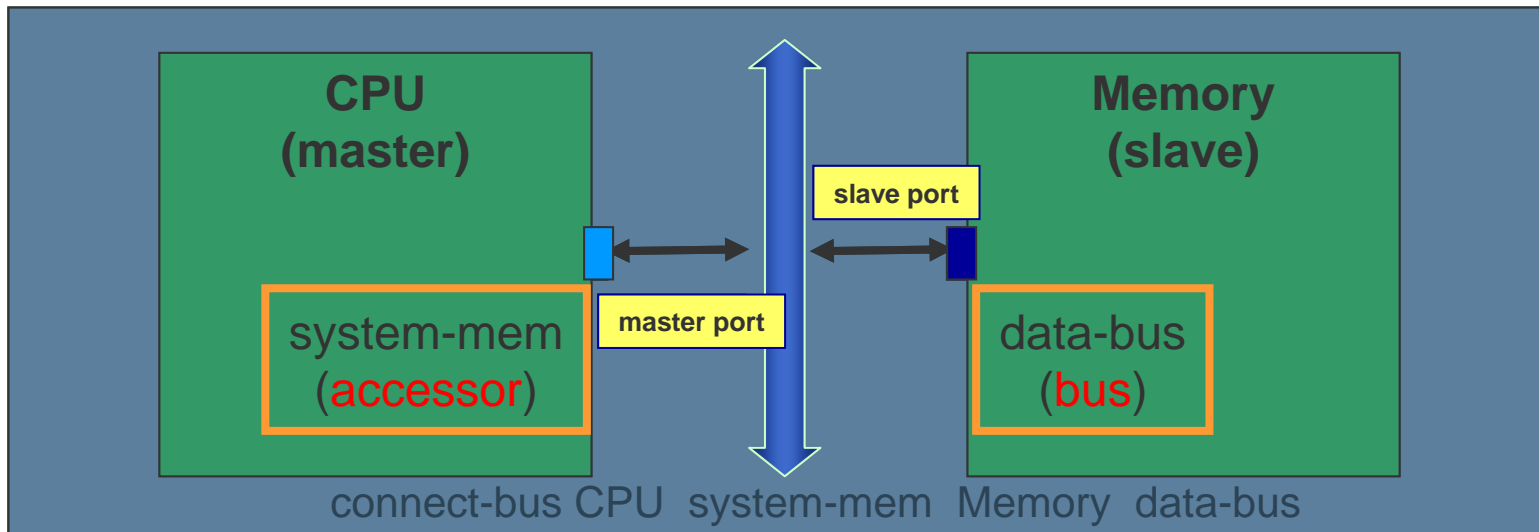 CPU
(master)
Memory
(slave)
slave port
master port
system-mem
(accessor)
data-bus
(bus)
connect-bus CPU system-mem Memory data-bus